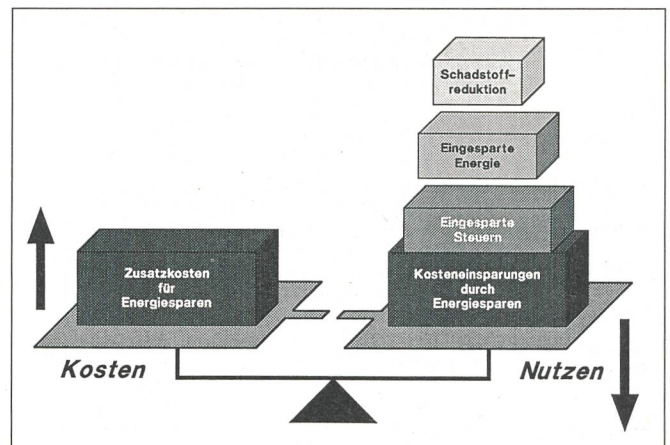 Schadstoff-
reduktion
Eingesparte
Energie
Eingesparte
Steuern
Zusatzkosten
für
Energiesparen
Kosteneinsparungen
durch
Energiesparen
Kosten
Nutzen